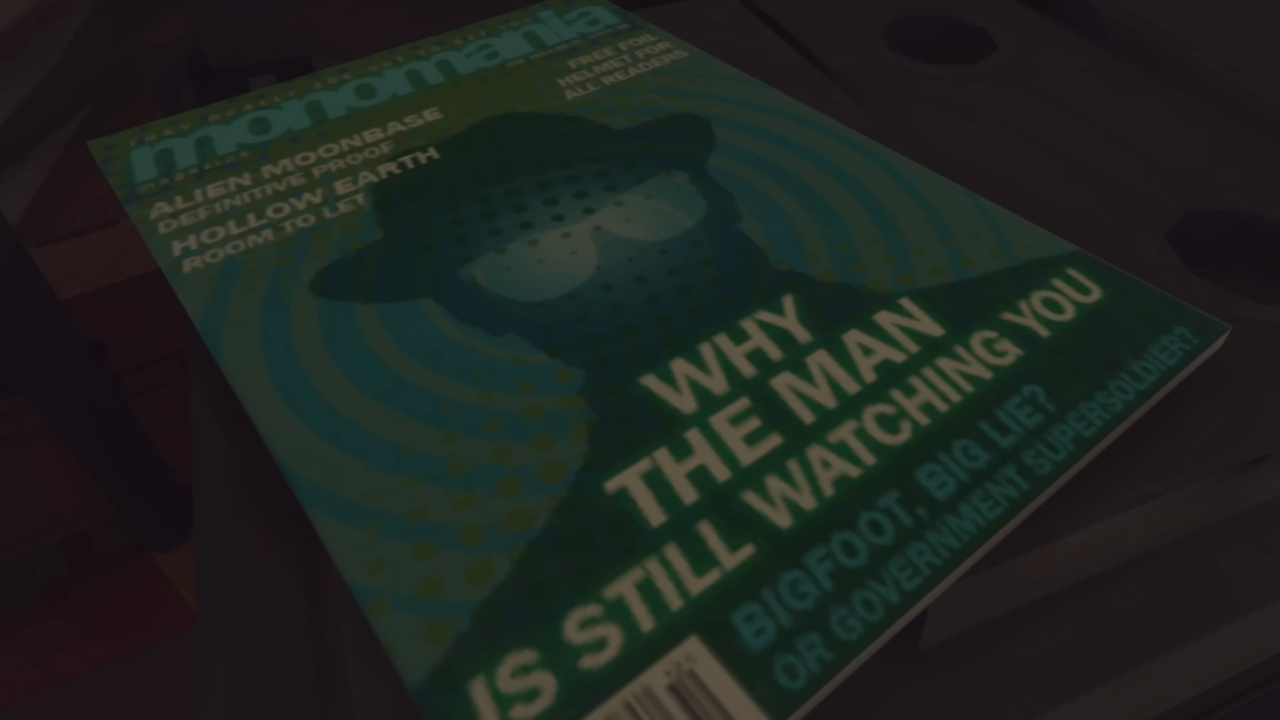 monomania
FREE FOIL
HELMET FOR
ALL READERS
ALIEN MOONBASE
DEFINITIVE PROOF
HOLLOW EARTH
ROOM TO LET
WHY
THE MAN
IS STILL WATCHING YOU
BIGFOOT, BIG LIE?
OR GOVERNMENT SUPERSOLDIER?